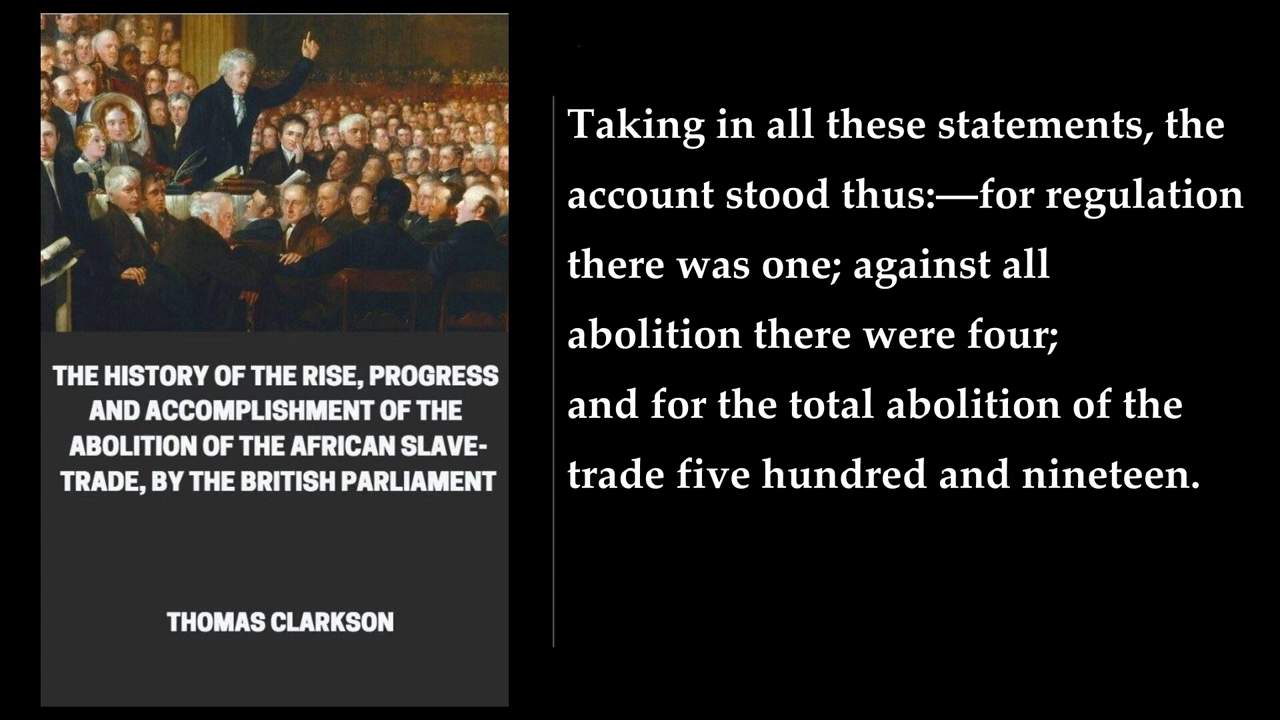 THE HISTORY OF THE RISE, PROGRESS
AND ACCOMPLISHMENT OF THE
ABOLITION OF THE AFRICAN SLAVE-
TRADE, BY THE BRITISH PARLIAMENT
THOMAS CLARKSON
Taking in all these statements, the
account stood thus:—for regulation
there was one; against all
abolition there were four;
and for the total abolition of the
trade five hundred and nineteen.